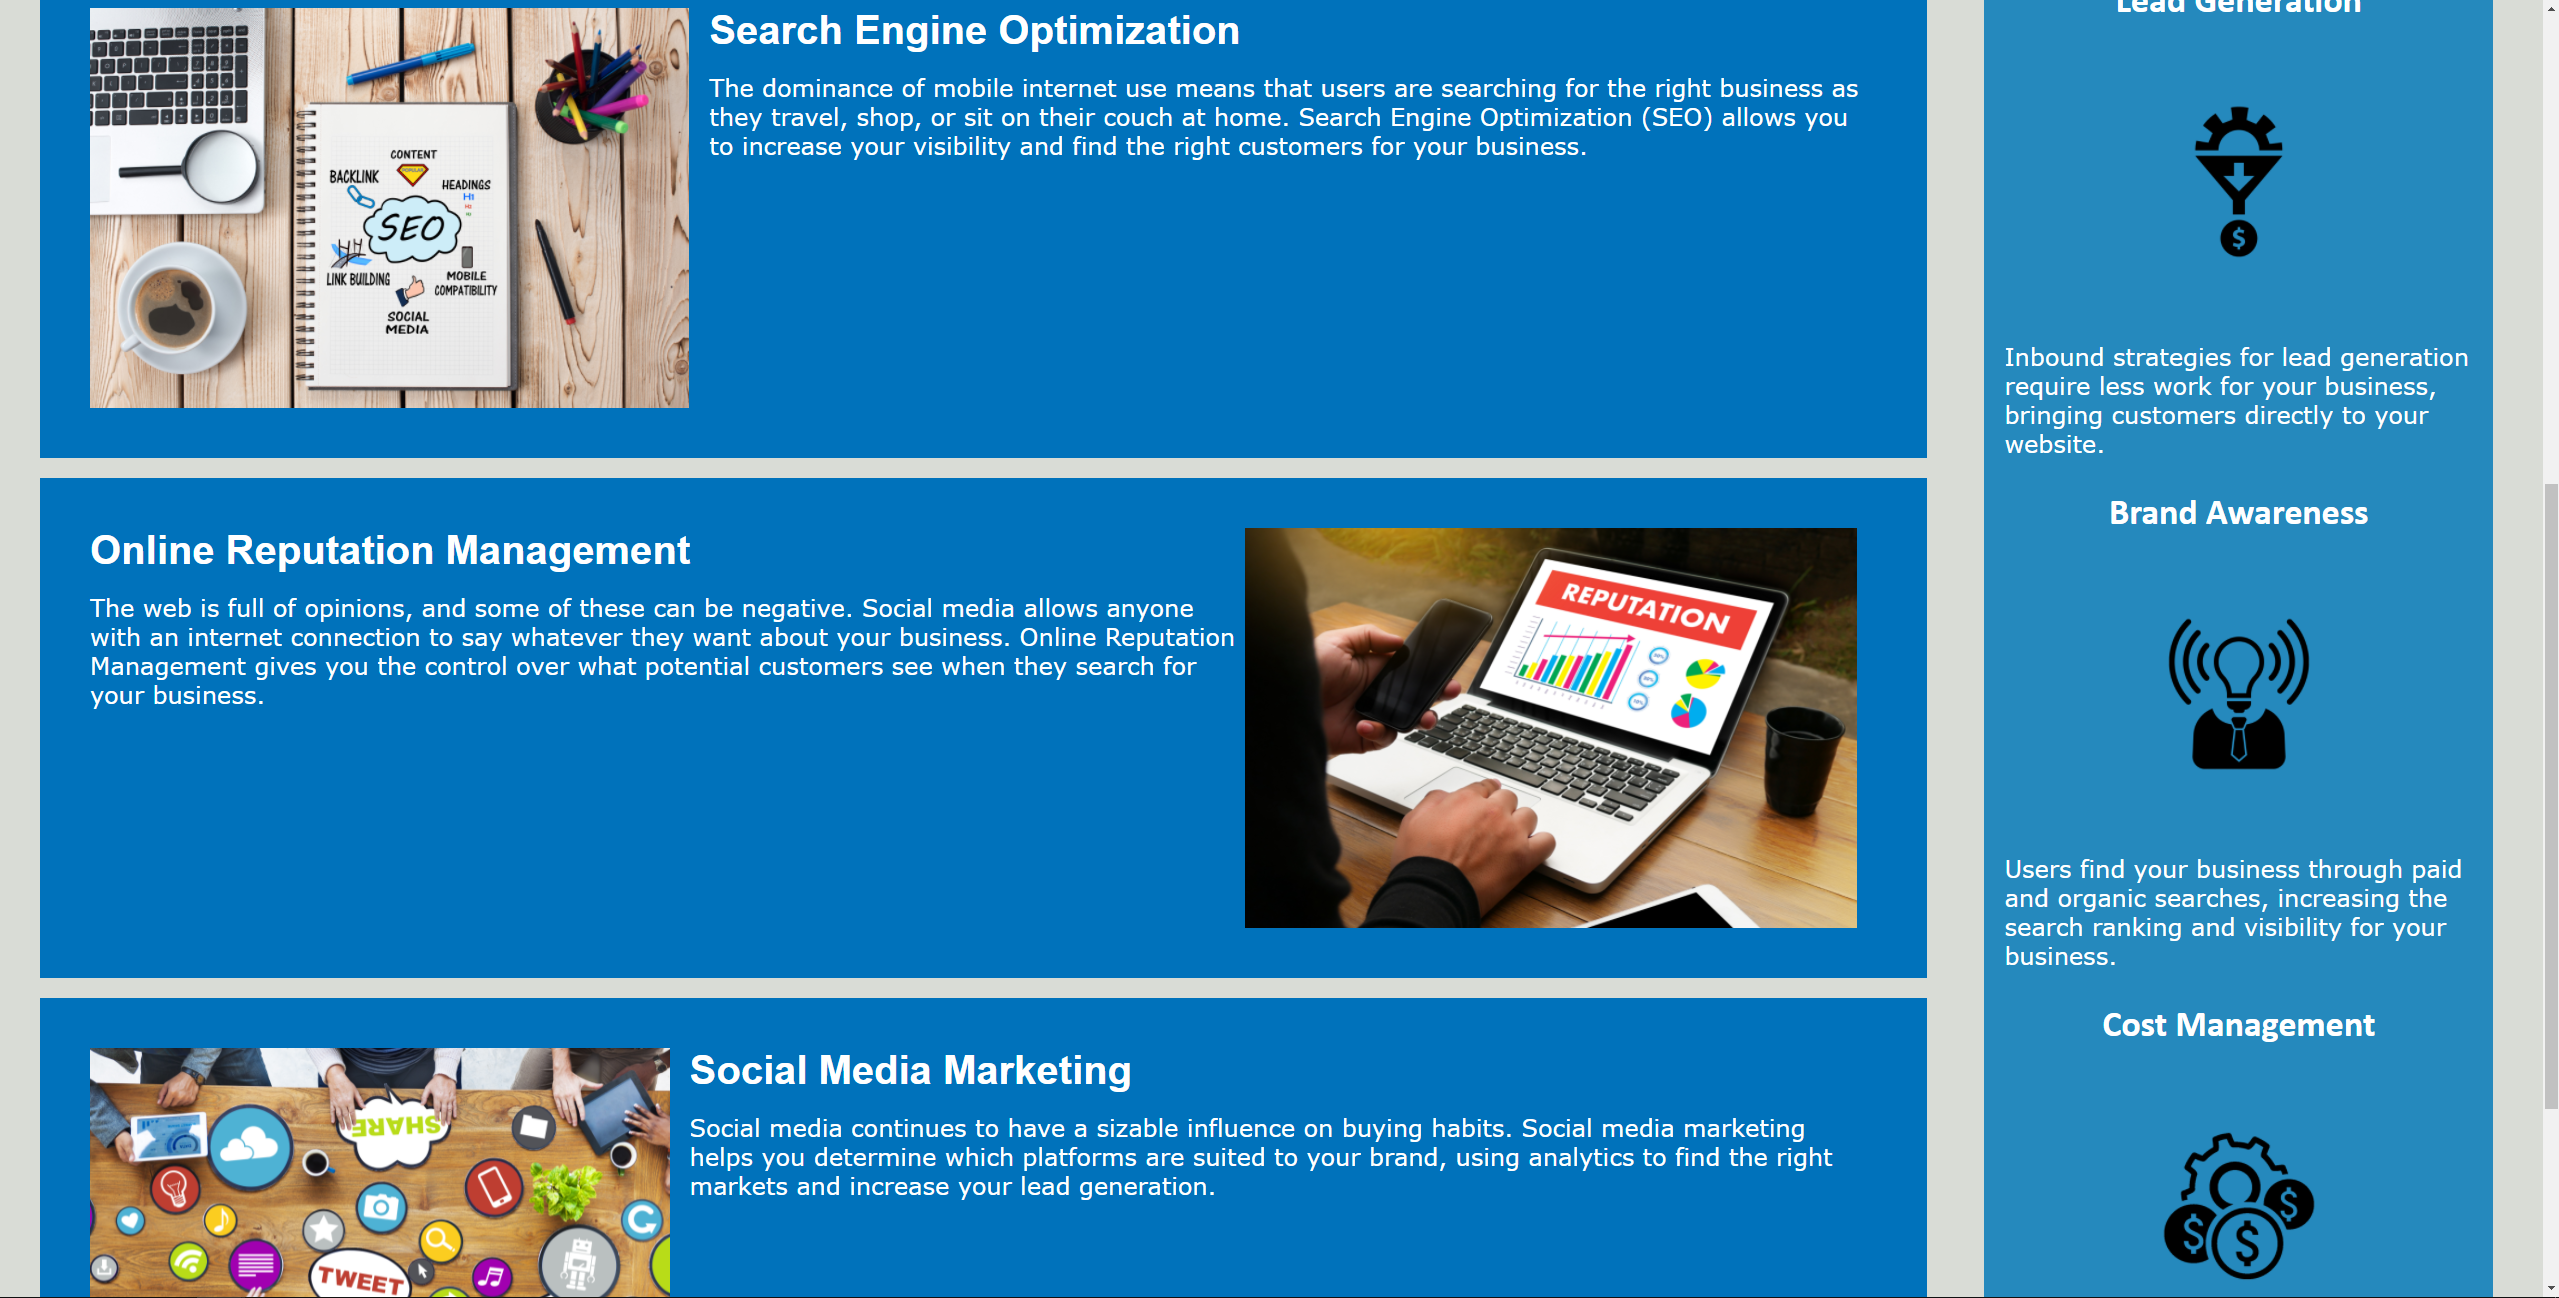 Search Engine Optimization
The dominance of mobile internet use means that users are searching for the right business as
they travel, shop, or sit on their couch at home. Search Engine Optimization (SEO) allows you
to increase your visibility and find the right customers for your business.
CONTENT
POPULAR
BACKLINK
HEADINGS
H1
H2
SEO
LINK BUILDING
MOBILE
COMPATIBILITY
SOCIAL
MEDIA
Online Reputation Management
The web is full of opinions, and some of these can be negative. Social media allows anyone
with an internet connection to say whatever they want about your business. Online Reputation
Management gives you the control over what potential customers see when they search for
your business.
REPUTATION
Social Media Marketing
Social media continues to have a sizable influence on buying habits. Social media marketing
helps you determine which platforms are suited to your brand, using analytics to find the right
markets and increase your lead generation.
SHARE
TWEET
Lead Generation
$
Inbound strategies for lead generation
require less work for your business,
bringing customers directly to your
website.
Brand Awareness
Users find your business through paid
and organic searches, increasing the
search ranking and visibility for your
business.
Cost Management
$
$
$